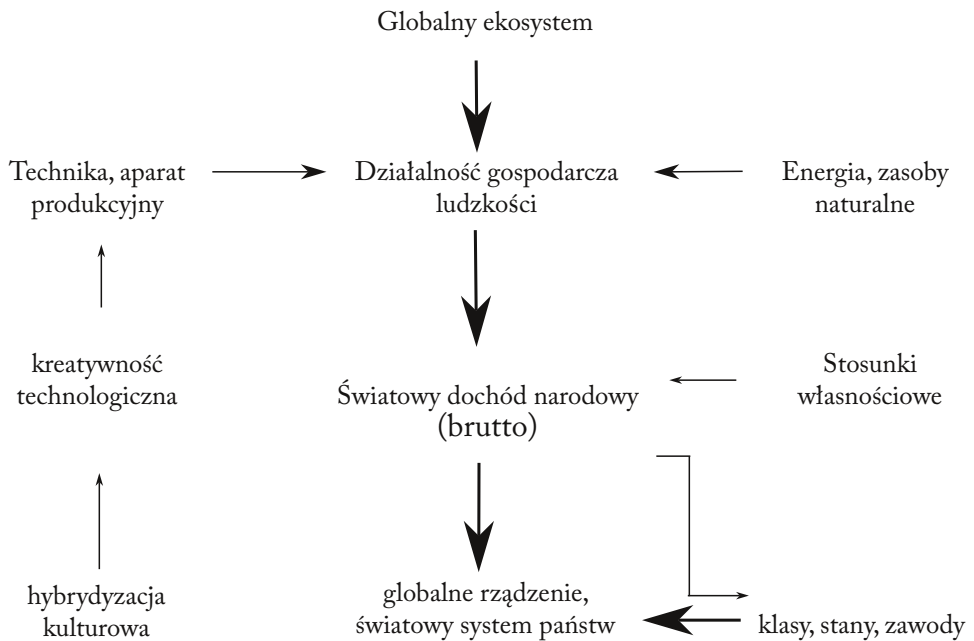 Globalny ekosystem
Technika, aparat
produkcyjny
Działalność gospodarcza
ludzkości
Energia, zasoby
naturalne
kreatywność
technologiczna
Światowy dochód narodowy
(brutto)
Stosunki
własnościowe
hybrydyzacja
kulturowa
globalne rządzenie,
światowy system państw
klasy, stany, zawody